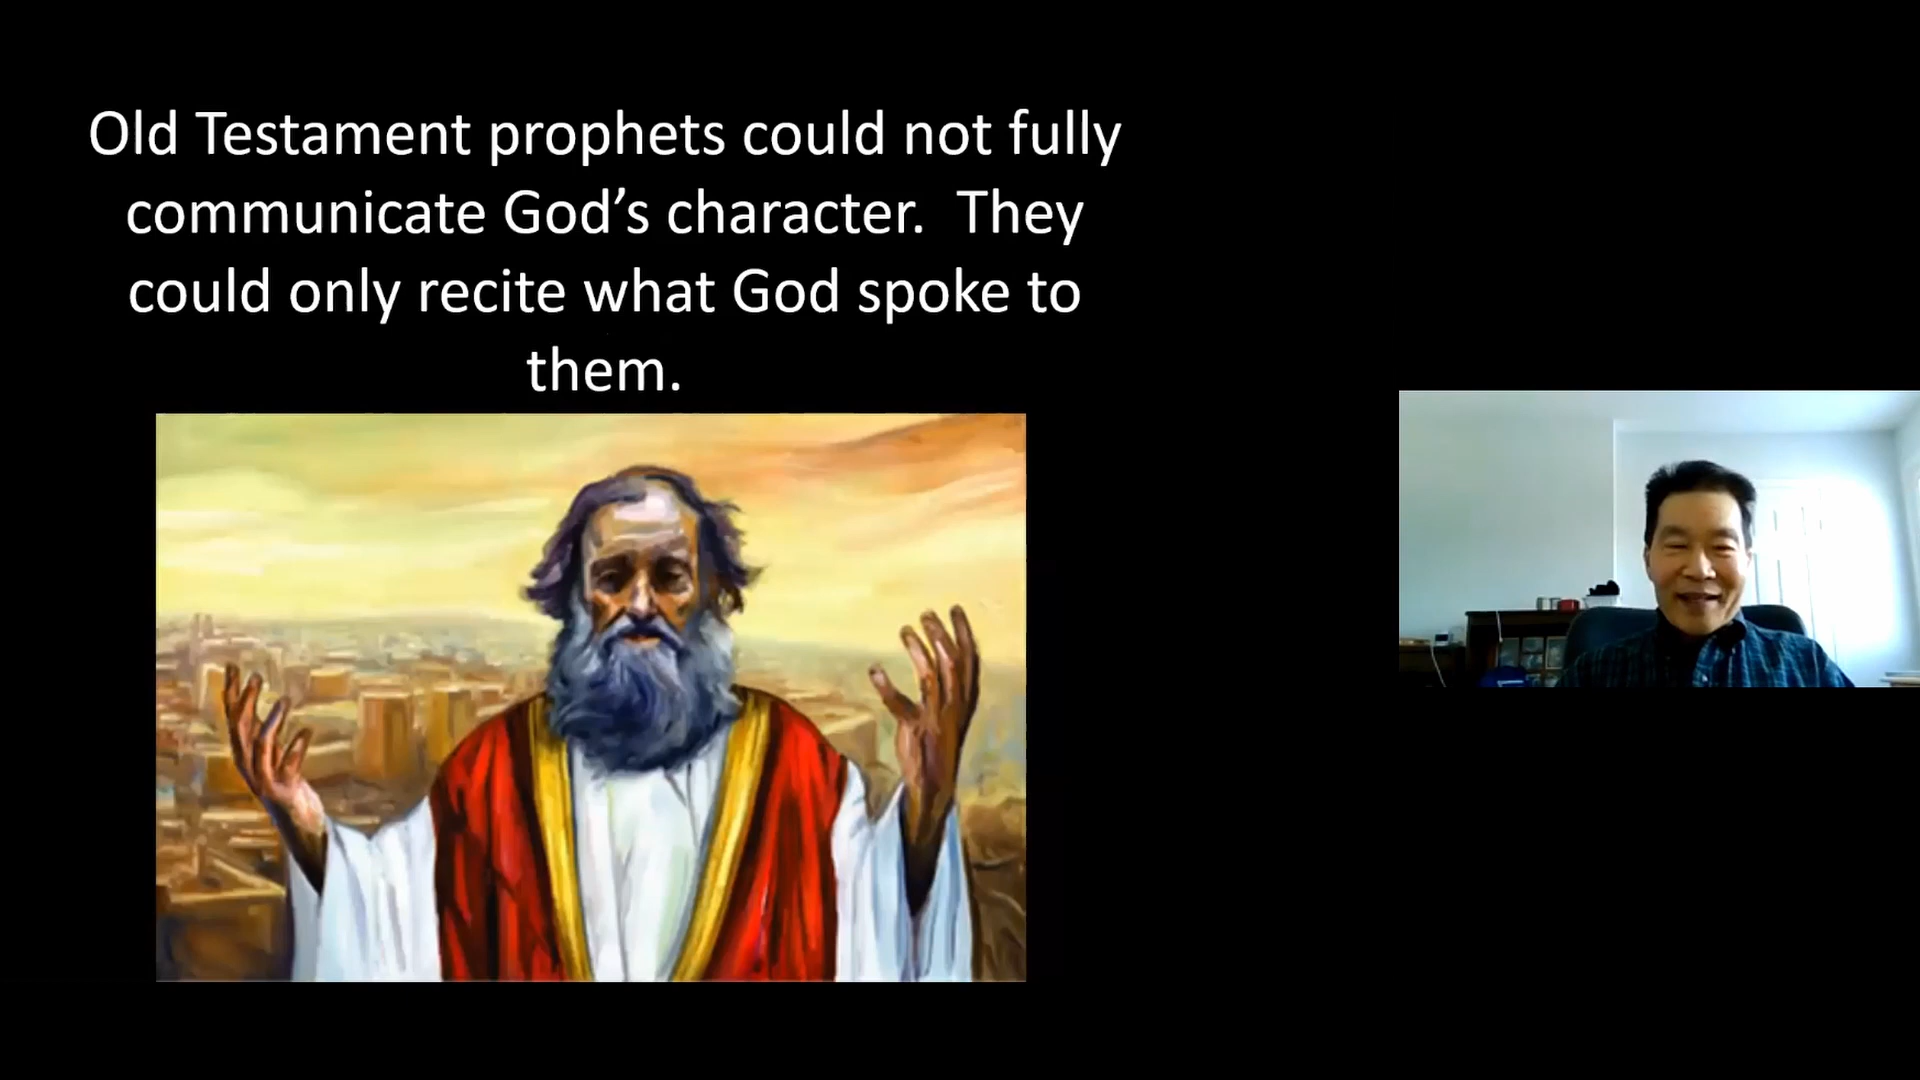 Old Testament prophets could not fully
communicate God’s character.  They
could only recite what God spoke to
them.